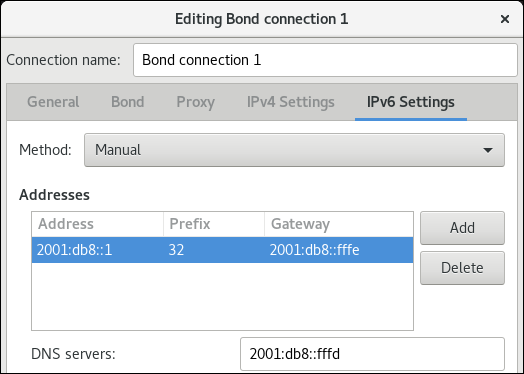 Editing Bond connection 1
Connection name: Bond connection 1
General Bond Proxy IPv4 Settings IPv6 Settings
Method: Manual
Addresses
Address Prefix Gateway
2001:db8::1 32 2001:db8::fffe
Add
Delete
DNS servers: 2001:db8::fffd